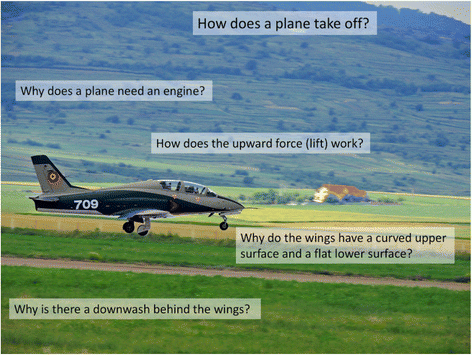 How does a plane take off?
Why does a plane need an engine?
How does the upward force (lift) work?
709
Why do the wings have a curved upper
surface and a flat lower surface?
Why is there a downwash behind the wings?